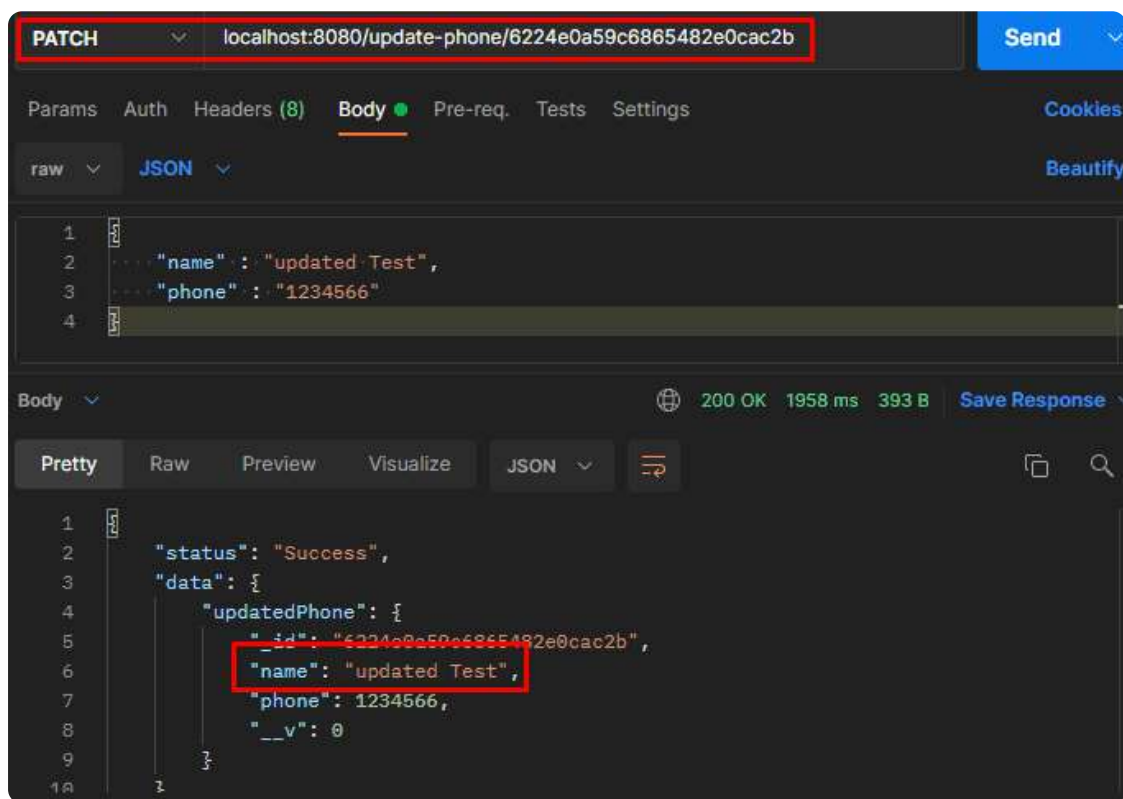 PATCH localhost:8080/update-phone/6224e0a59c6865482e0cac2b Send
Params Auth Headers (8) Body Pre-req. Tests Settings Cookies
raw JSON Beautify
1 {
2 "name" : "updated Test",
3 "phone" : "1234566"
4 }
Body 200 OK 1958 ms 393 B Save Response
Pretty Raw Preview Visualize JSON
1 {
2 "status": "Success",
3 "data": {
4 "updatedPhone": {
5 "_id": "6224e0a59c6865482e0cac2b",
6 "name": "updated Test",
7 "phone": 1234566,
8 "__v": 0
9 }
10 }